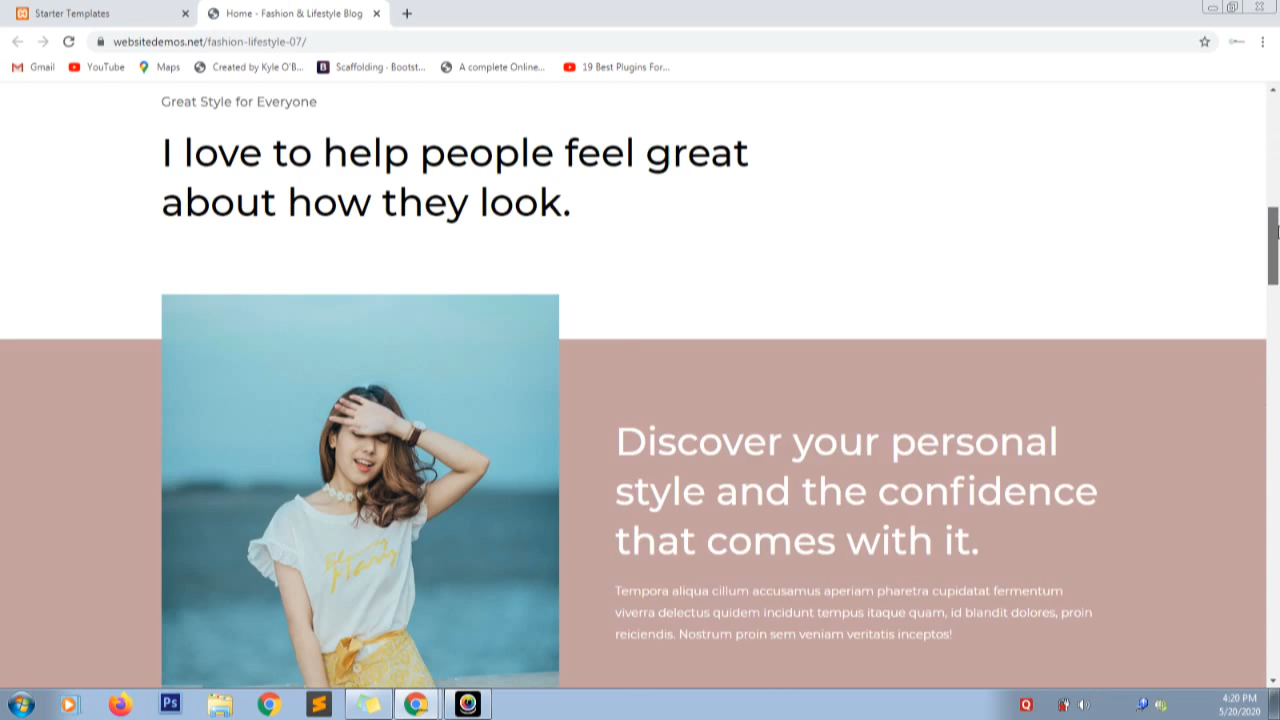 Starter Templates
Home - Fashion & Lifestyle Blog
websitedemos.net/fashion-lifestyle-07/
Gmail
YouTube
Maps
Created by Kyle O'B...
B
Scaffolding - Bootst...
A complete Online...
19 Best Plugins For...
Great Style for Everyone
I love to help people feel great
about how they look.
Discover your personal
style and the confidence
that comes with it.
Tempora aliqua cillum accusamus aperiam pharetra cupidatat fermentum
viverra delectus quidem incidunt tempus itaque quam, id blandit dolores, proin
reiciendis. Nostrum proin sem veniam veritatis inceptos!
Ps
Q
4:20 PM
5/20/2020